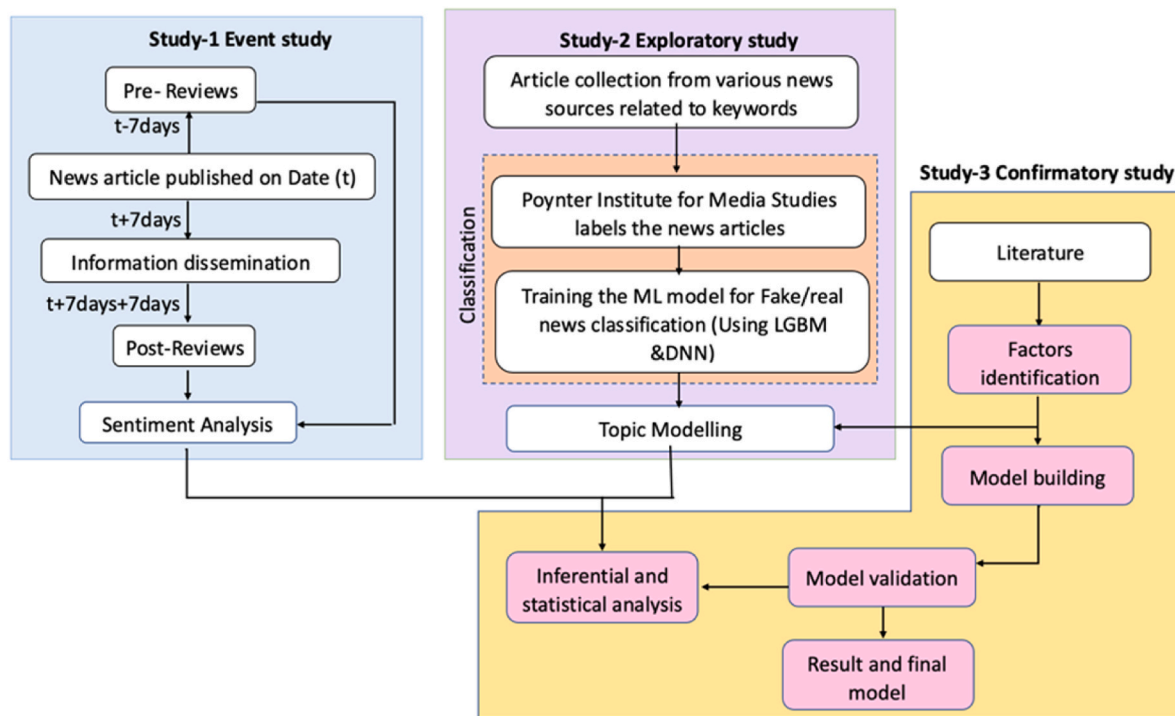 Study-1 Event study
Pre- Reviews
t-7days
News article published on Date (t)
t+7days
Information dissemination
t+7days+7days
Post-Reviews
Sentiment Analysis
Study-2 Exploratory study
Article collection from various news
sources related to keywords
Classification
Poynter Institute for Media Studies
labels the news articles
Training the ML model for Fake/real
news classification (Using LGBM
&DNN)
Topic Modelling
Study-3 Confirmatory study
Literature
Factors
identification
Model building
Model validation
Inferential and
statistical analysis
Result and final
model